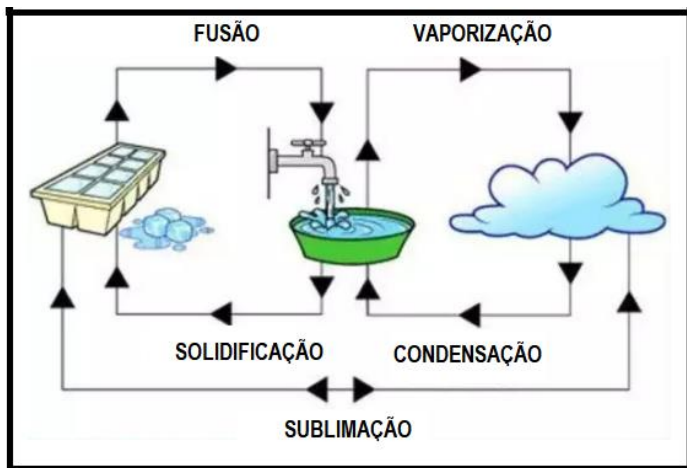 FUSÃO
VAPORIZAÇÃO
SOLIDIFICAÇÃO
CONDENSAÇÃO
SUBLIMAÇÃO